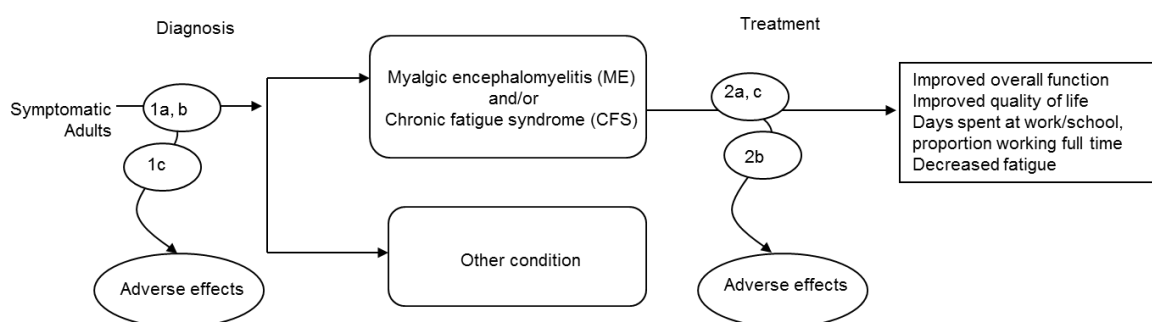 Diagnosis
Treatment
Symptomatic
Adults
1a, b
1c
Adverse effects
Myalgic encephalomyelitis (ME)
and/or
Chronic fatigue syndrome (CFS)
Other condition
2a, c
2b
Adverse effects
Improved overall function
Improved quality of life
Days spent at work/school,
proportion working full time
Decreased fatigue